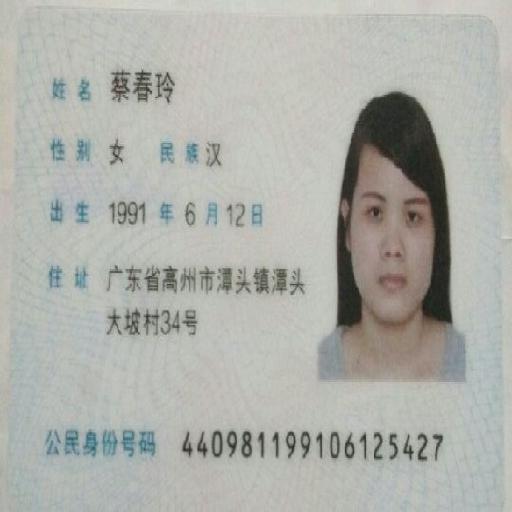 姓名 蔡春玲
性别 女 民族 汉
出生 1991 年 6 月 12 日
住址 广东省高州市潭头镇潭头
大坡村34号
公民身份号码 440981199106125427